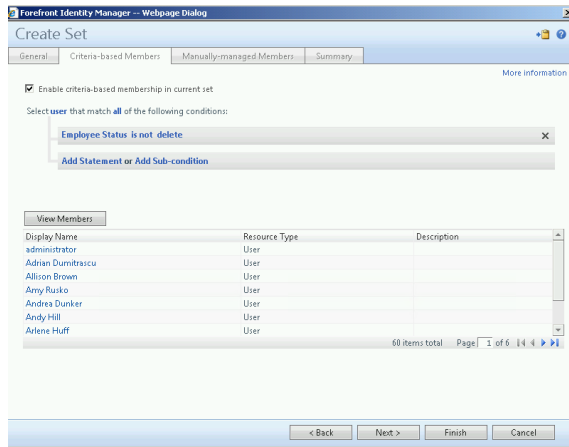 Forefront Identity Manager -- Webpage Dialog
Create Set
General Criteria-based Members Manually-managed Members Summary
More information
Enable criteria-based membership in current set
Select user that match all of the following conditions:
Employee Status is not delete
Add Statement or Add Sub-condition
View Members
Display Name Resource Type Description
administrator User
Adrian Dumitrascu User
Allison Brown User
Amy Rusko User
Andrea Dunker User
Andy Hill User
Arlene Huff User
60 items total Page 1 of 6
< Back Next > Finish Cancel